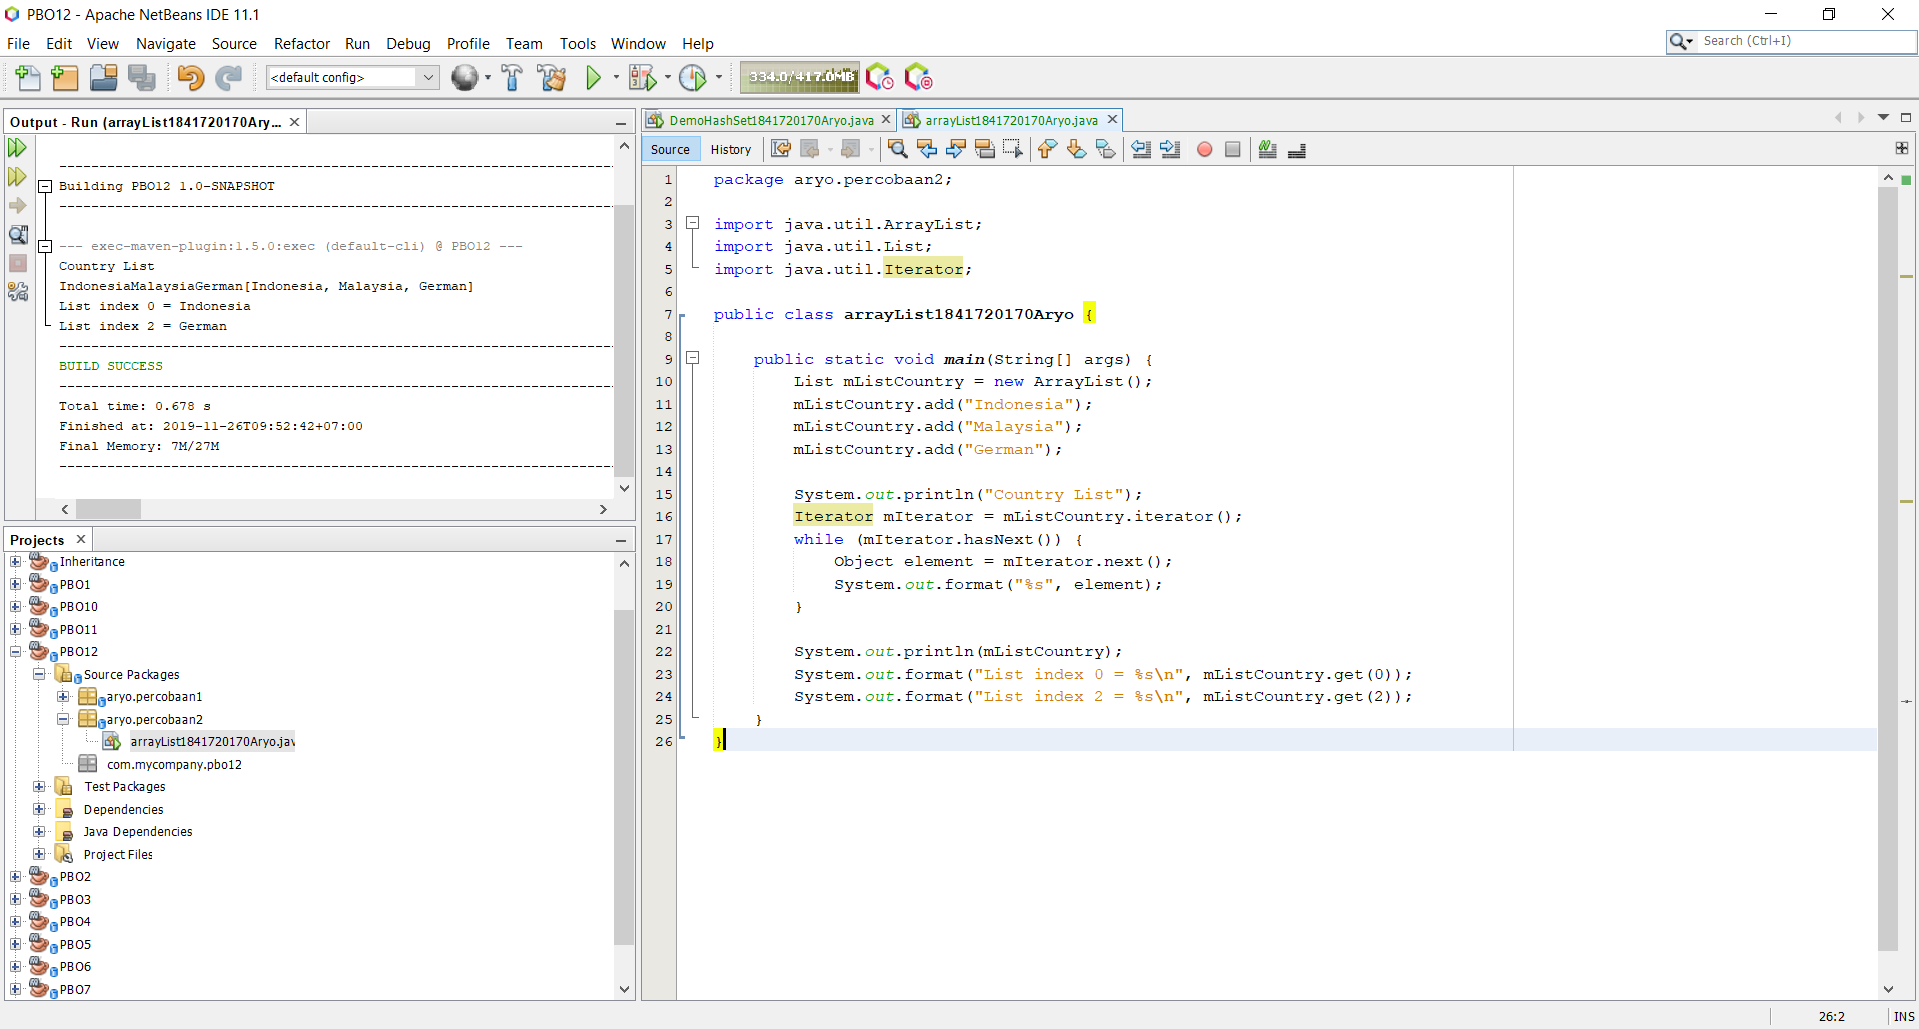 PBO12 - Apache NetBeans IDE 11.1
File Edit View Navigate Source Refactor Run Debug Profile Team Tools Window Help
Search (Ctrl+I)
<default config>
334.0/417.0MB
Output - Run (arrayList1841720170Ary...
------------------------------------------------------------------------
Building PBO12 1.0-SNAPSHOT
------------------------------------------------------------------------
--- exec-maven-plugin:1.5.0:exec (default-cli) @ PBO12 ---
Country List
IndonesiaMalaysiaGerman[Indonesia, Malaysia, German]
List index 0 = Indonesia
List index 2 = German
------------------------------------------------------------------------
BUILD SUCCESS
------------------------------------------------------------------------
Total time: 0.678 s
Finished at: 2019-11-26T09:52:42+07:00
Final Memory: 7M/27M
------------------------------------------------------------------------
Projects
Inheritance
PBO1
PBO10
PBO11
PBO12
Source Packages
aryo.percobaan1
aryo.percobaan2
arrayList1841720170Aryo.jav
com.mycompany.pbo12
Test Packages
Dependencies
Java Dependencies
Project Files
PBO2
PBO3
PBO4
PBO5
PBO6
PBO7
DemoHashSet1841720170Aryo.java arrayList1841720170Aryo.java
Source History
1 package aryo.percobaan2;
2
3 import java.util.ArrayList;
4 import java.util.List;
5 import java.util.Iterator;
6
7 public class arrayList1841720170Aryo {
8
9 public static void main(String[] args) {
10 List mListCountry = new ArrayList();
11 mListCountry.add("Indonesia");
12 mListCountry.add("Malaysia");
13 mListCountry.add("German");
14
15 System.out.println("Country List");
16 Iterator mIterator = mListCountry.iterator();
17 while (mIterator.hasNext()) {
18 Object element = mIterator.next();
19 System.out.format("%s", element);
20 }
21
22 System.out.println(mListCountry);
23 System.out.format("List index 0 = %s\n", mListCountry.get(0));
24 System.out.format("List index 2 = %s\n", mListCountry.get(2));
25 }
26 }
26:2 INS